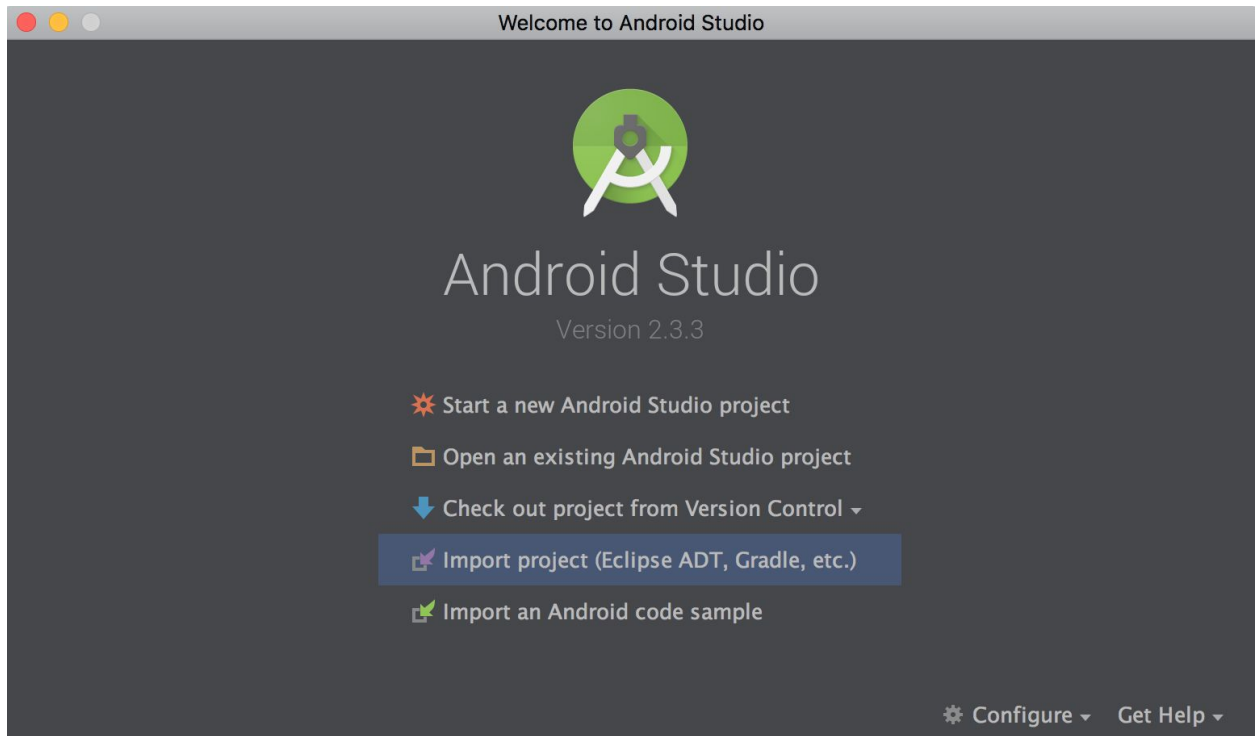 Welcome to Android Studio
Android Studio
Version 2.3.3
Start a new Android Studio project
Open an existing Android Studio project
Check out project from Version Control
Import project (Eclipse ADT, Gradle, etc.)
Import an Android code sample
Configure Get Help